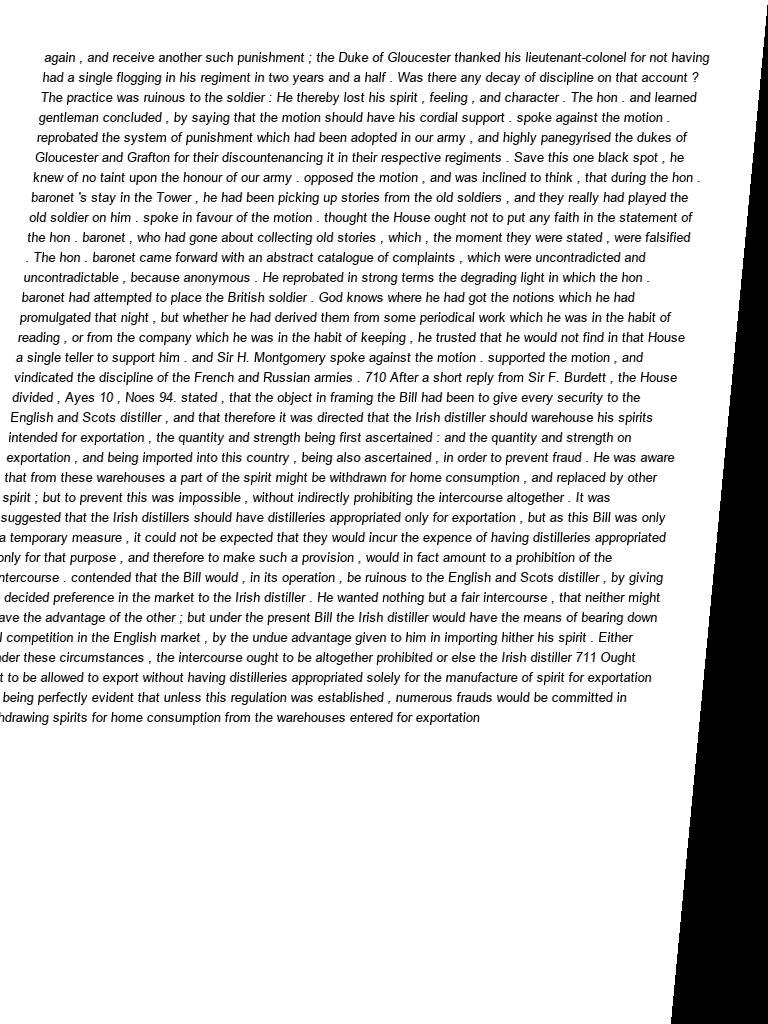 again , and receive another such punishment ; the Duke of Gloucester thanked his lieutenant-colonel for not having
had a single flogging in his regiment in two years and a half . Was there any decay of discipline on that account ?
The practice was ruinous to the soldier : He thereby lost his spirit , feeling , and character . The hon . and learned
gentleman concluded , by saying that the motion should have his cordial support . spoke against the motion .
reprobated the system of punishment which had been adopted in our army , and highly panegyrised the dukes of
Gloucester and Grafton for their discountenancing it in their respective regiments . Save this one black spot , he
knew of no taint upon the honour of our army . opposed the motion , and was inclined to think , that during the hon .
baronet 's stay in the Tower , he had been picking up stories from the old soldiers , and they really had played the
old soldier on him . spoke in favour of the motion . thought the House ought not to put any faith in the statement of
the hon . baronet , who had gone about collecting old stories , which , the moment they were stated , were falsified
. The hon . baronet came forward with an abstract catalogue of complaints , which were uncontradicted and
uncontradictable , because anonymous . He reprobated in strong terms the degrading light in which the hon .
baronet had attempted to place the British soldier . God knows where he had got the notions which he had
promulgated that night , but whether he had derived them from some periodical work which he was in the habit of
reading , or from the company which he was in the habit of keeping , he trusted that he would not find in that House
a single teller to support him . and Sir H. Montgomery spoke against the motion . supported the motion , and
vindicated the discipline of the French and Russian armies . 710 After a short reply from Sir F. Burdett , the House
divided , Ayes 10 , Noes 94. stated , that the object in framing the Bill had been to give every security to the
English and Scots distiller , and that therefore it was directed that the Irish distiller should warehouse his spirits
intended for exportation , the quantity and strength being first ascertained : and the quantity and strength on
exportation , and being imported into this country , being also ascertained , in order to prevent fraud . He was aware
that from these warehouses a part of the spirit might be withdrawn for home consumption , and replaced by other
spirit ; but to prevent this was impossible , without indirectly prohibiting the intercourse altogether . It was
suggested that the Irish distillers should have distilleries appropriated only for exportation , but as this Bill was only
a temporary measure , it could not be expected that they would incur the expence of having distilleries appropriated
only for that purpose , and therefore to make such a provision , would in fact amount to a prohibition of the
ntercourse . contended that the Bill would , in its operation , be ruinous to the English and Scots distiller , by giving
decided preference in the market to the Irish distiller . He wanted nothing but a fair intercourse , that neither might
ave the advantage of the other ; but under the present Bill the Irish distiller would have the means of bearing down
competition in the English market , by the undue advantage given to him in importing hither his spirit . Either
der these circumstances , the intercourse ought to be altogether prohibited or else the Irish distiller 711 Ought
t to be allowed to export without having distilleries appropriated solely for the manufacture of spirit for exportation
being perfectly evident that unless this regulation was established , numerous frauds would be committed in
hdrawing spirits for home consumption from the warehouses entered for exportation